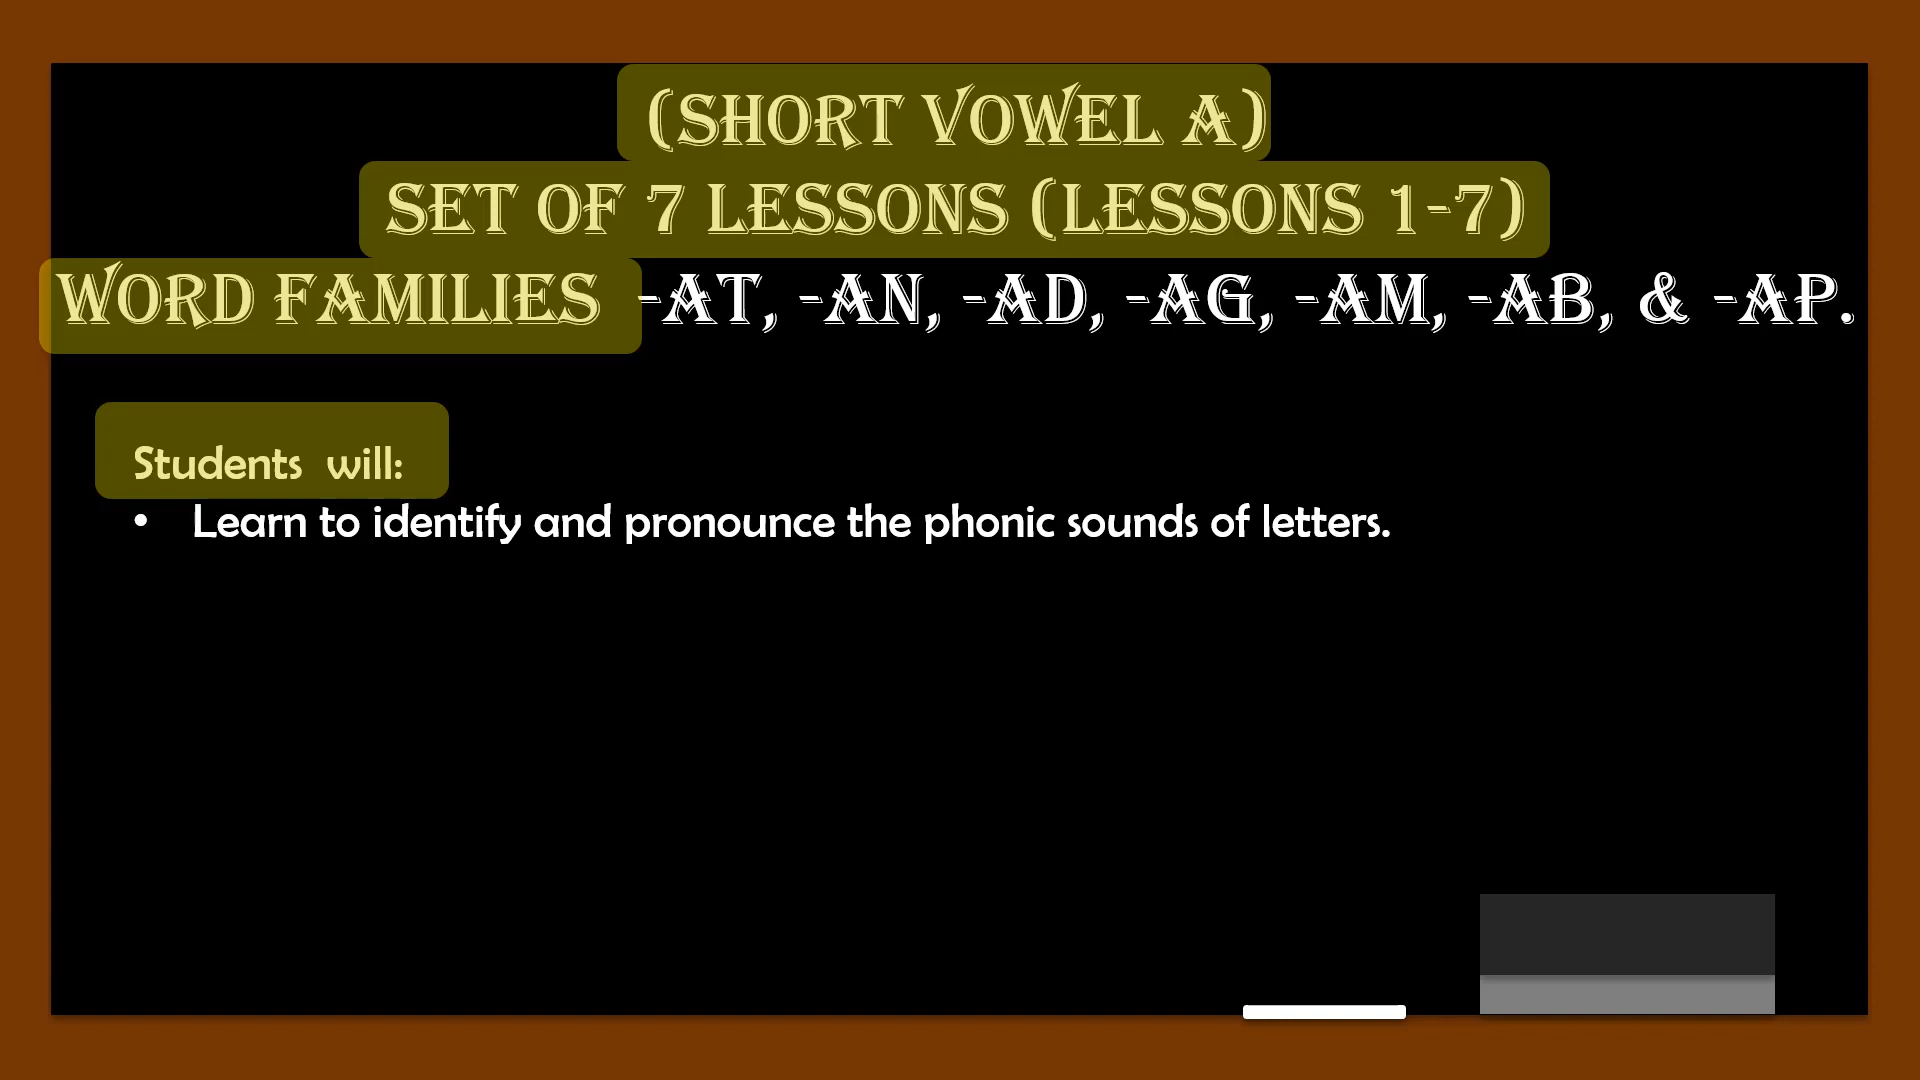 (SHORT VOWEL A)
SET OF 7 LESSONS (LESSONS 1-7)
WORD FAMILIES -AT, -AN, -AD, -AG, -AM, -AB, & -AP.
Students will:
• Learn to identify and pronounce the phonic sounds of letters.